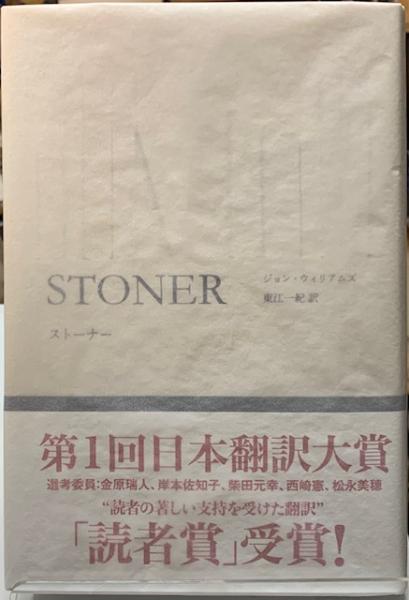 STONER
ジョン・ウィリアムズ
東江一紀 訳
ストーナー
第1回日本翻訳大賞
選考委員:金原瑞人、岸本佐知子、柴田元幸、西崎憲、松永美穂
“読者の著しい支持を受けた翻訳”
「読者賞」受賞!